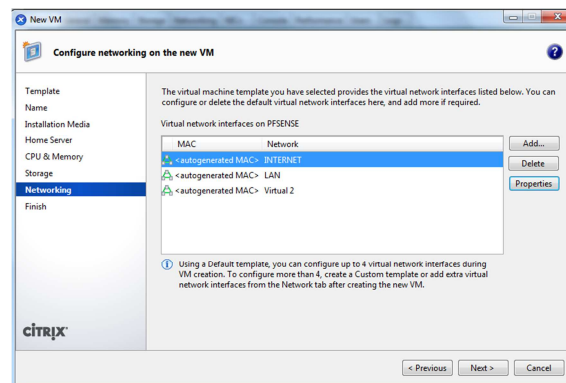 New VM
Configure networking on the new VM
Template
Name
Installation Media
Home Server
CPU & Memory
Storage
Networking
Finish
The virtual machine template you have selected provides the virtual network interfaces listed below. You can
configure or delete the default virtual network interfaces here, and add more if required.
Virtual network interfaces on PFSENSE
MAC Network
<autogenerated MAC> INTERNET
<autogenerated MAC> LAN
<autogenerated MAC> Virtual 2
Add...
Delete
Properties
Using a Default template, you can configure up to 4 virtual network interfaces during
VM creation. To configure more than 4, create a Custom template or add extra virtual
network interfaces from the Network tab after creating the new VM.
CITRIX
< Previous Next > Cancel